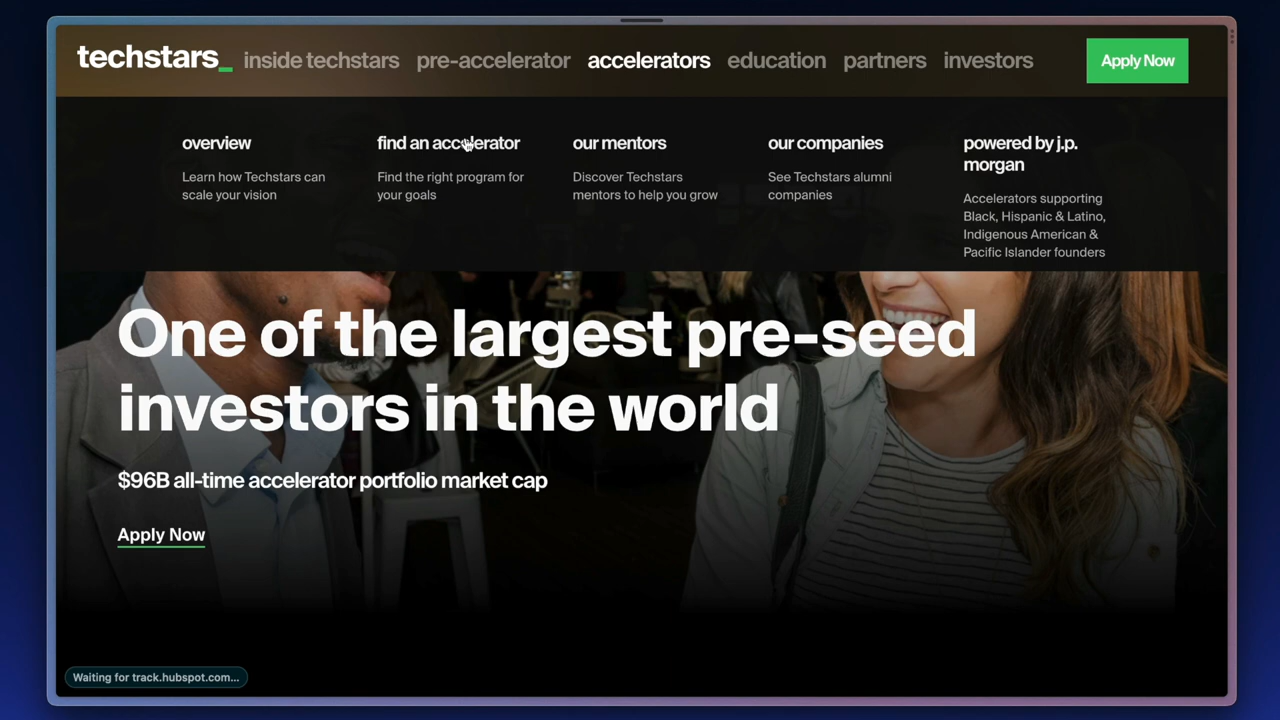 techstars_
inside techstars
pre-accelerator
accelerators
education
partners
investors
Apply Now
overview
Learn how Techstars can
scale your vision
find an accelerator
Find the right program for
your goals
our mentors
Discover Techstars
mentors to help you grow
our companies
See Techstars alumni
companies
powered by j.p.
morgan
Accelerators supporting
Black, Hispanic & Latino,
Indigenous American &
Pacific Islander founders
One of the largest pre-seed
investors in the world
$96B all-time accelerator portfolio market cap
Apply Now
Waiting for track.hubspot.com...